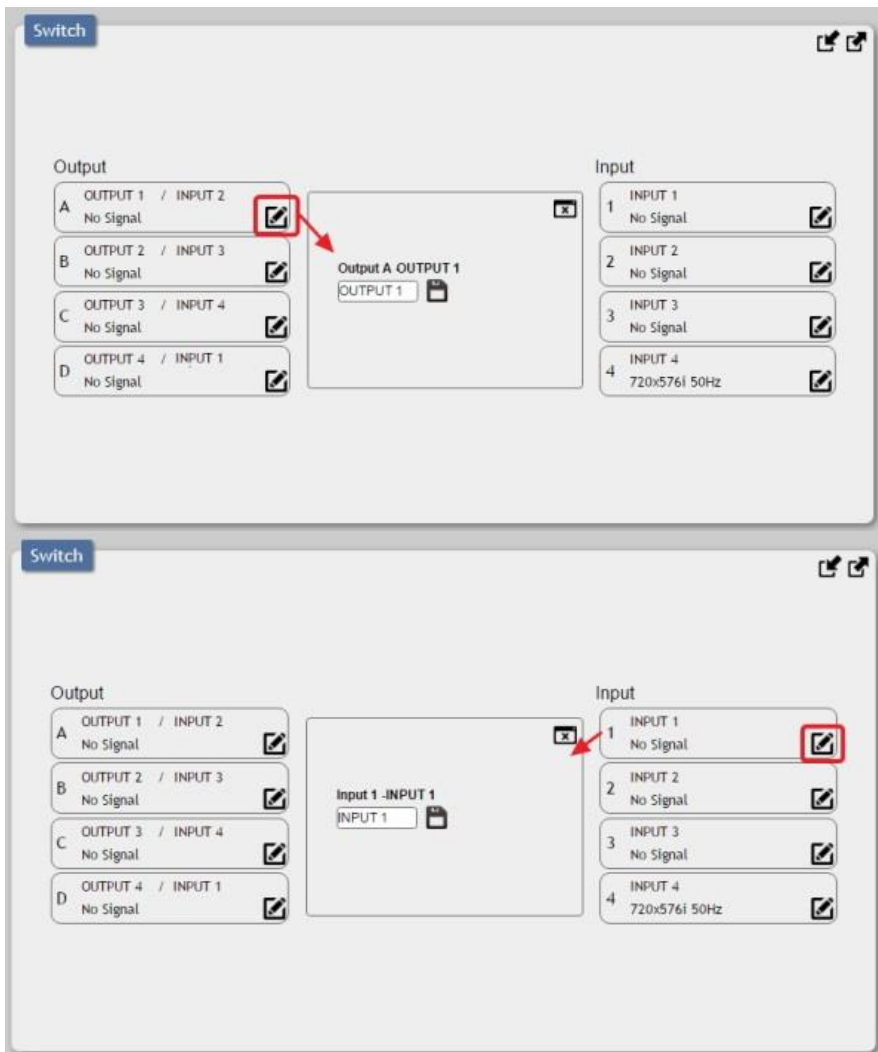 Switch
Output
A OUTPUT 1 / INPUT 2
No Signal
B OUTPUT 2 / INPUT 3
No Signal
C OUTPUT 3 / INPUT 4
No Signal
D OUTPUT 4 / INPUT 1
No Signal
Output A OUTPUT 1
OUTPUT 1
Input
1 INPUT 1
No Signal
2 INPUT 2
No Signal
3 INPUT 3
No Signal
4 INPUT 4
720x576i 50Hz
Switch
Output
A OUTPUT 1 / INPUT 2
No Signal
B OUTPUT 2 / INPUT 3
No Signal
C OUTPUT 3 / INPUT 4
No Signal
D OUTPUT 4 / INPUT 1
No Signal
Input 1 -INPUT 1
INPUT 1
Input
1 INPUT 1
No Signal
2 INPUT 2
No Signal
3 INPUT 3
No Signal
4 INPUT 4
720x576i 50Hz